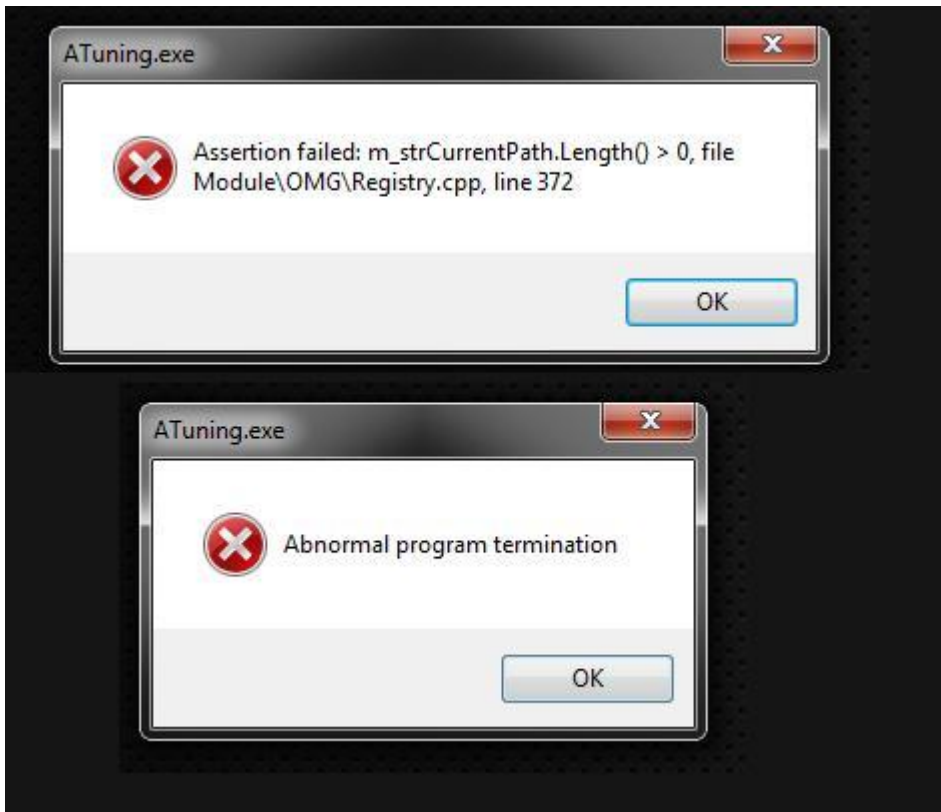 ATuning.exe
Assertion failed: m_strCurrentPath.Length() > 0, file
Module\OMG\Registry.cpp, line 372
OK
ATuning.exe
Abnormal program termination
OK